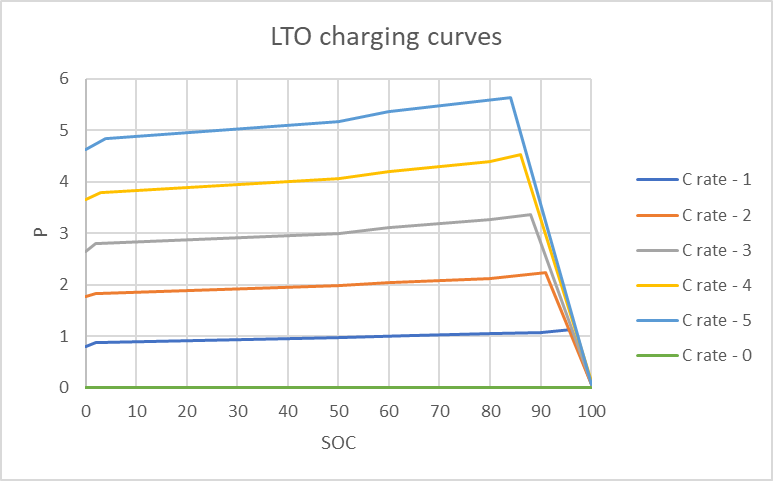 LTO charging curves
6
5
4
3
2
1
0
P
0 10 20 30 40 50 60 70 80 90 100
SOC
C rate - 1
C rate - 2
C rate - 3
C rate - 4
C rate - 5
C rate - 0